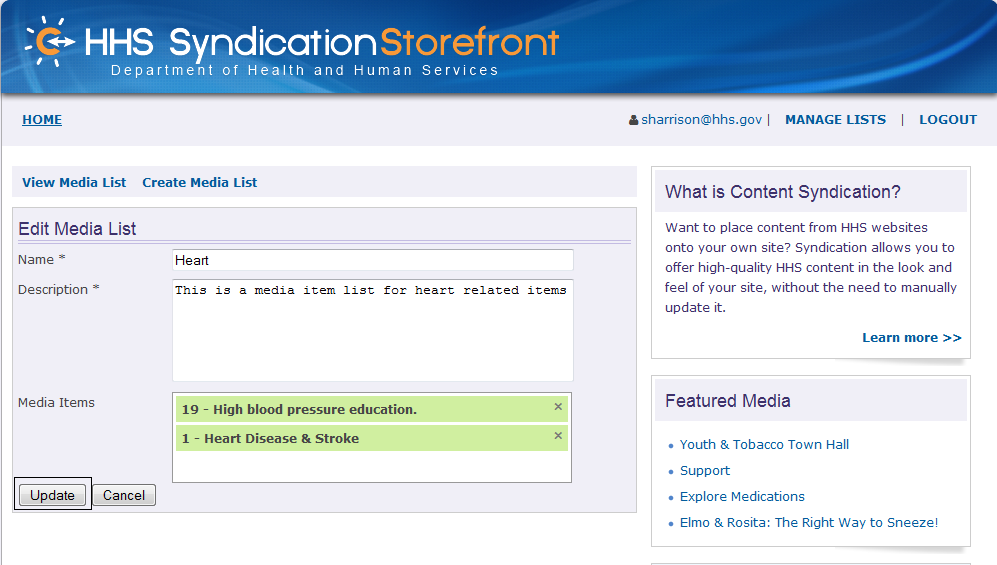 HHS SyndicationStorefront
Department of Health and Human Services
HOME
sharrison@hhs.gov | MANAGE LISTS | LOGOUT
View Media List Create Media List
Edit Media List
Name * Heart
Description * This is a media item list for heart related items
Media Items
19 - High blood pressure education. ×
1 - Heart Disease & Stroke ×
Update Cancel
What is Content Syndication?
Want to place content from HHS websites
onto your own site? Syndication allows you to
offer high-quality HHS content in the look and
feel of your site, without the need to manually
update it.
Learn more >>
Featured Media
Youth & Tobacco Town Hall
Support
Explore Medications
Elmo & Rosita: The Right Way to Sneeze!